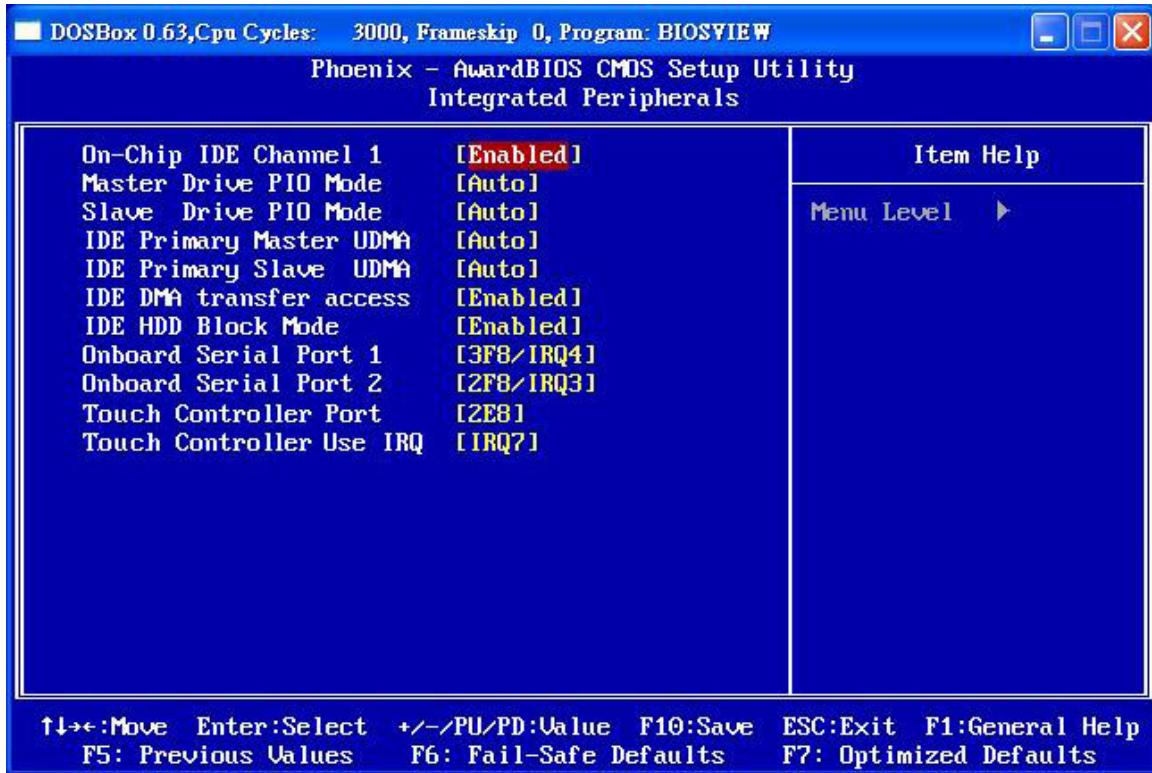 DOSBox 0.63,Cpu Cycles: 3000, Frameskip 0, Program: BIOSVIEW
Phoenix - AwardBIOS CMOS Setup Utility
Integrated Peripherals
On-Chip IDE Channel 1 [Enabled]
Master Drive PIO Mode [Auto]
Slave Drive PIO Mode [Auto]
IDE Primary Master UDMA [Auto]
IDE Primary Slave UDMA [Auto]
IDE DMA transfer access [Enabled]
IDE HDD Block Mode [Enabled]
Onboard Serial Port 1 [3F8/IRQ4]
Onboard Serial Port 2 [2F8/IRQ3]
Touch Controller Port [2E8]
Touch Controller Use IRQ [IRQ7]
Item Help
Menu Level ▶
↑↓→←:Move Enter:Select +/-/PU/PD:Value F10:Save ESC:Exit F1:General Help
F5: Previous Values F6: Fail-Safe Defaults F7: Optimized Defaults